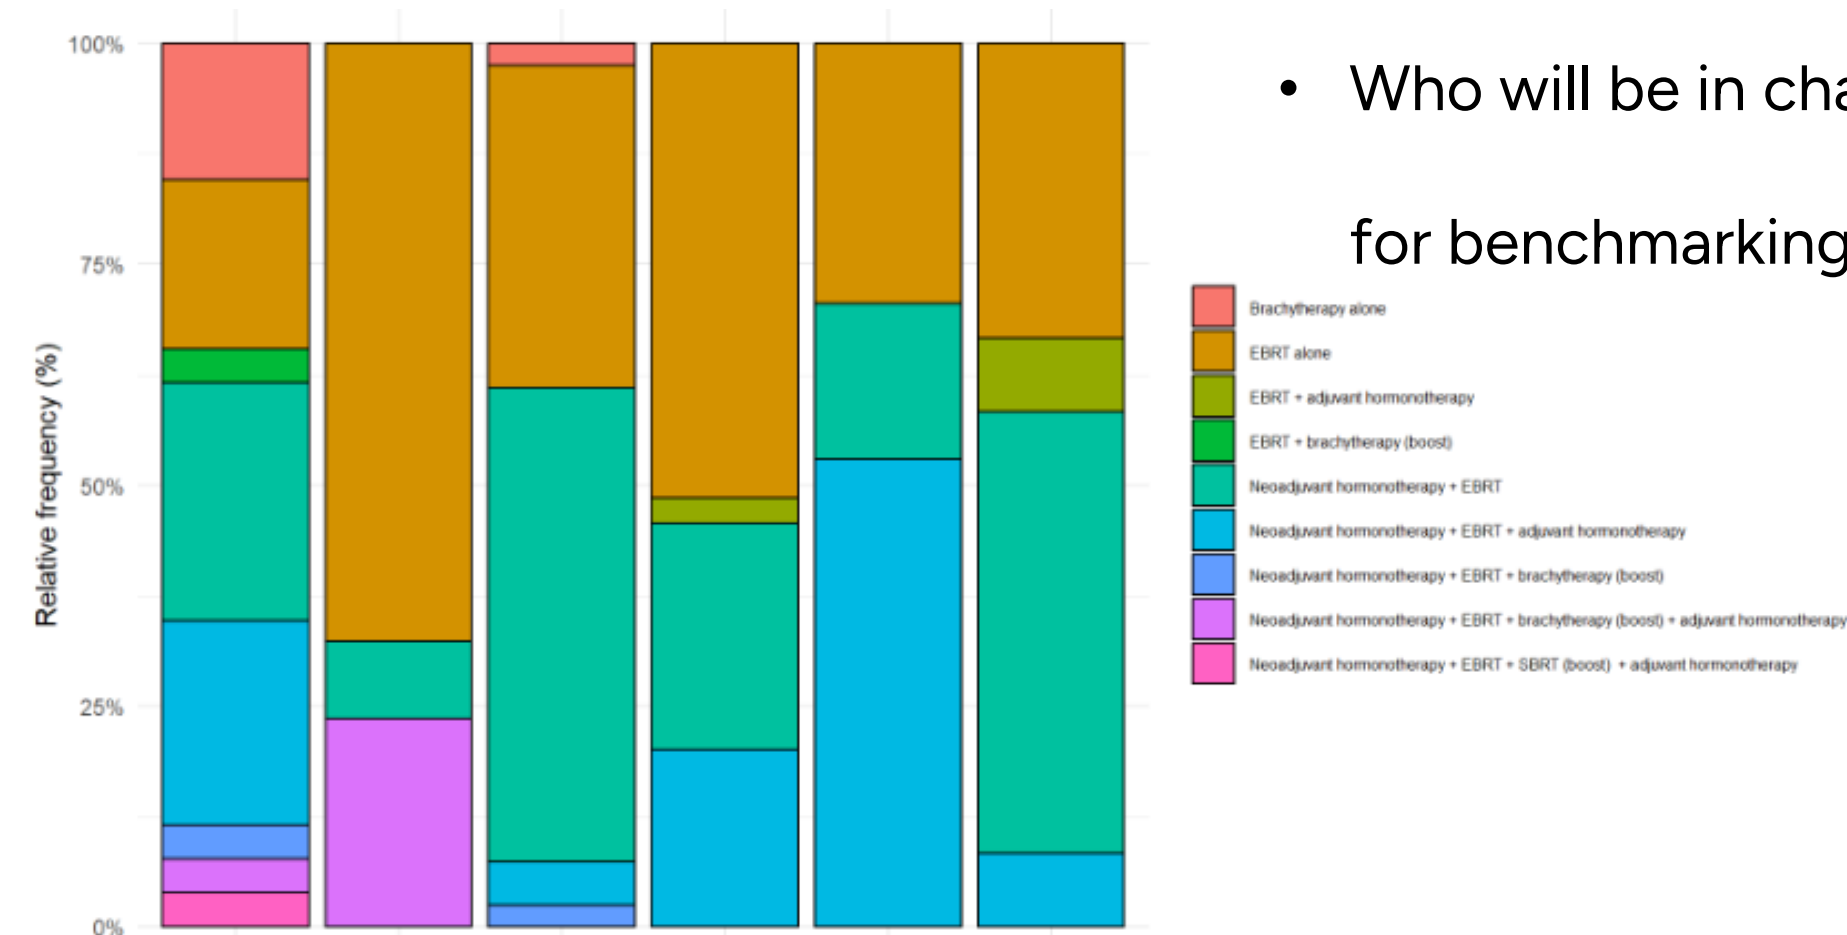 100%
75%
50%
25%
0%
Relative frequency (%)
• Who will be in cha
for benchmarking
Brachytherapy alone
EBRT alone
EBRT + adjuvant hormonotherapy
EBRT + brachytherapy (boost)
Neoadjuvant hormonotherapy + EBRT
Neoadjuvant hormonotherapy + EBRT + adjuvant hormonotherapy
Neoadjuvant hormonotherapy + EBRT + brachytherapy (boost)
Neoadjuvant hormonotherapy + EBRT + brachytherapy (boost) + adjuvant hormonotherapy
Neoadjuvant hormonotherapy + EBRT + SBRT (boost) + adjuvant hormonotherapy